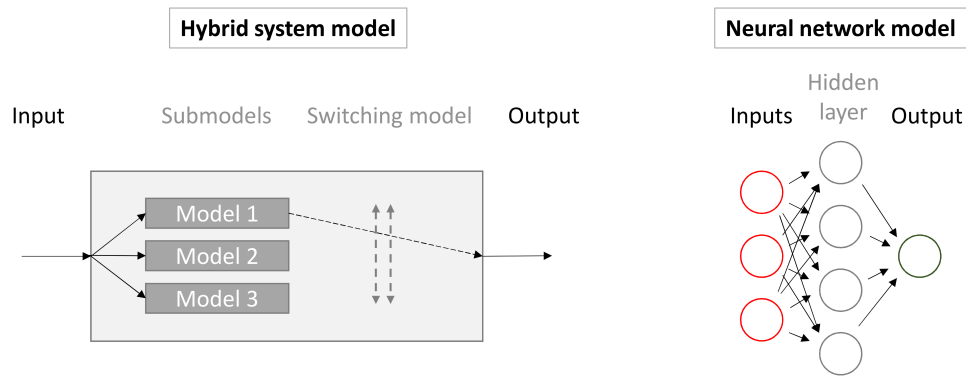 Hybrid system model
Neural network model
Input
Submodels
Switching model
Output
Inputs
Hidden
layer
Output
Model 1
Model 2
Model 3